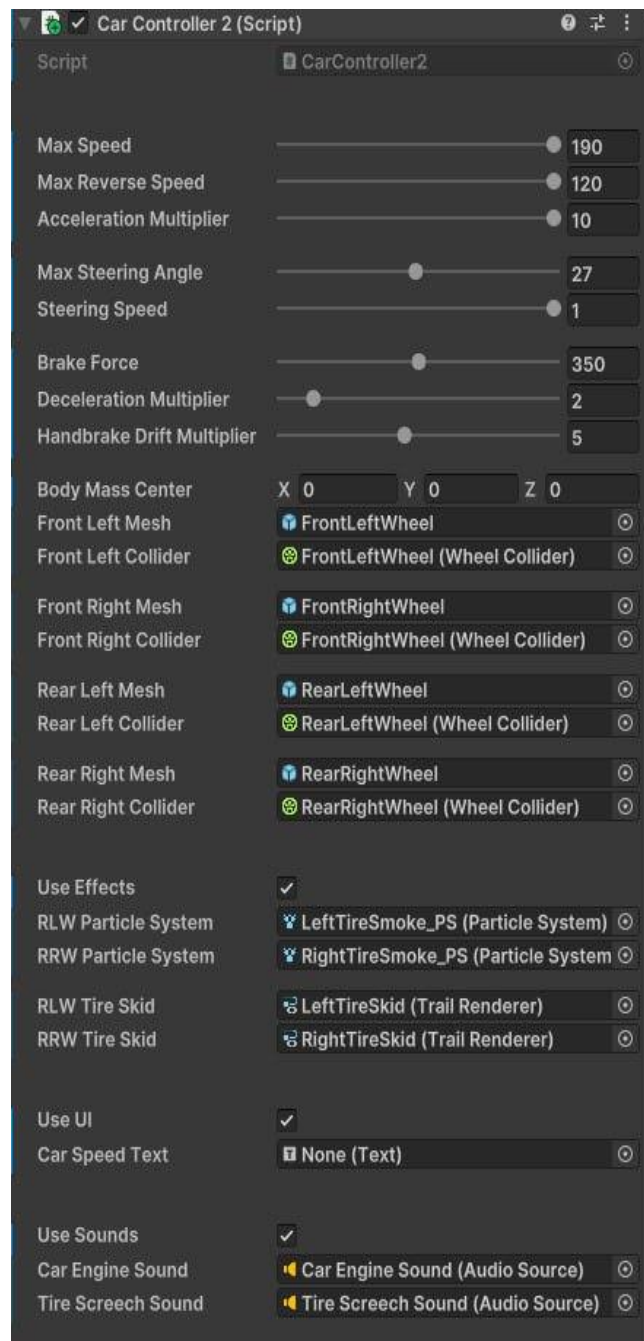 Car Controller 2 (Script)
Script CarController2
Max Speed 190
Max Reverse Speed 120
Acceleration Multiplier 10
Max Steering Angle 27
Steering Speed 1
Brake Force 350
Deceleration Multiplier 2
Handbrake Drift Multiplier 5
Body Mass Center X 0 Y 0 Z 0
Front Left Mesh FrontLeftWheel
Front Left Collider FrontLeftWheel (Wheel Collider)
Front Right Mesh FrontRightWheel
Front Right Collider FrontRightWheel (Wheel Collider)
Rear Left Mesh RearLeftWheel
Rear Left Collider RearLeftWheel (Wheel Collider)
Rear Right Mesh RearRightWheel
Rear Right Collider RearRightWheel (Wheel Collider)
Use Effects
RLW Particle System LeftTireSmoke_PS (Particle System)
RRW Particle System RightTireSmoke_PS (Particle System
RLW Tire Skid LeftTireSkid (Trail Renderer)
RRW Tire Skid RightTireSkid (Trail Renderer)
Use UI
Car Speed Text None (Text)
Use Sounds
Car Engine Sound Car Engine Sound (Audio Source)
Tire Screech Sound Tire Screech Sound (Audio Source)